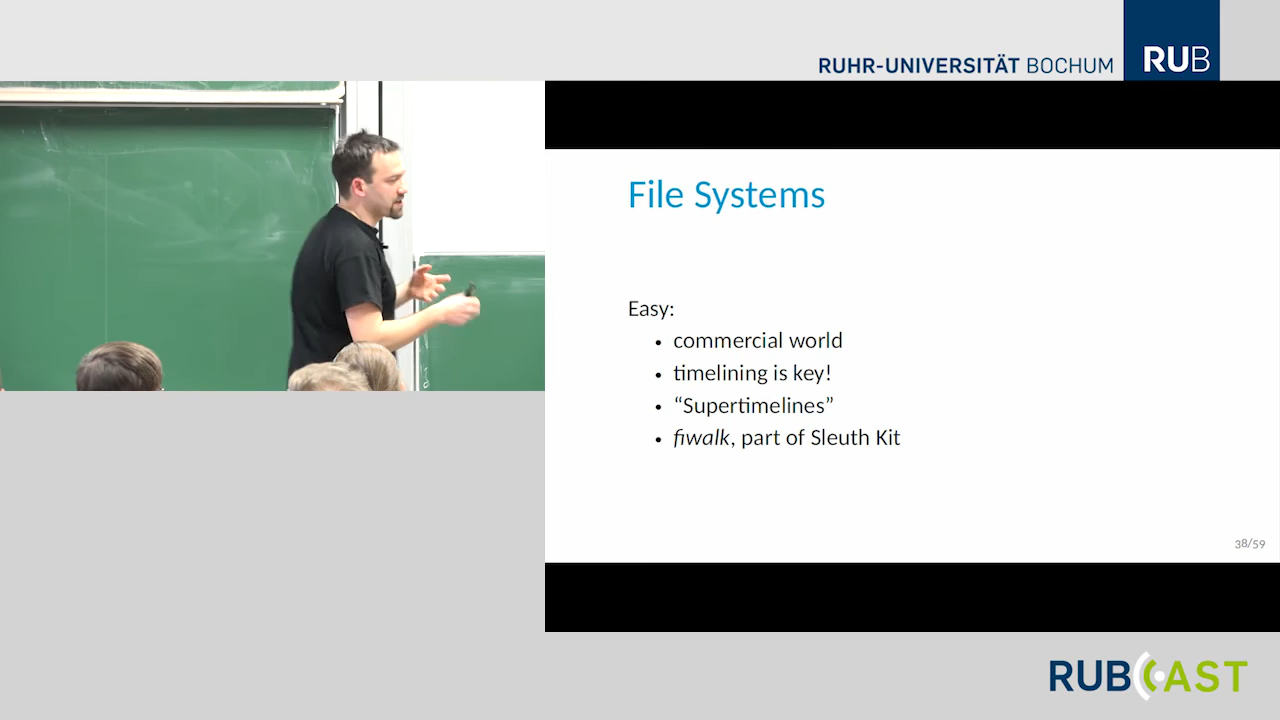 RUHR-UNIVERSITÄT BOCHUM
RUB
File Systems
Easy:
• commercial world
• timelining is key!
• “Supertimelines”
• fiwalk, part of Sleuth Kit
38/59
RUBCAST